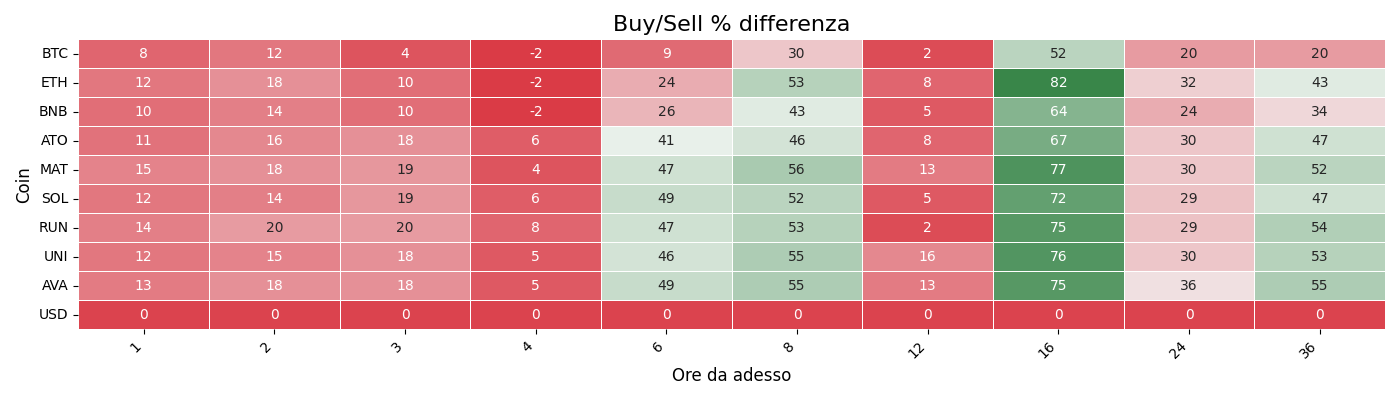 Buy/Sell % differenza
Coin
BTC 8 12 4 -2 9 30 2 52 20 20
ETH 12 18 10 -2 24 53 8 82 32 43
BNB 10 14 10 -2 26 43 5 64 24 34
ATO 11 16 18 6 41 46 8 67 30 47
MAT 15 18 19 4 47 56 13 77 30 52
SOL 12 14 19 6 49 52 5 72 29 47
RUN 14 20 20 8 47 53 2 75 29 54
UNI 12 15 18 5 46 55 16 76 30 53
AVA 13 18 18 5 49 55 13 75 36 55
USD 0 0 0 0 0 0 0 0 0 0
1 2 3 4 6 8 12 16 24 36
Ore da adesso